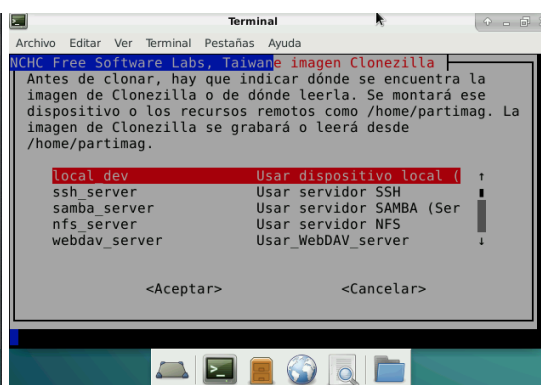 Terminal
Archivo Editar Ver Terminal Pestañas Ayuda
NCHC Free Software Labs, Taiwane imagen Clonezilla
Antes de clonar, hay que indicar dónde se encuentra la
imagen de Clonezilla o de dónde leerla. Se montará ese
dispositivo o los recursos remotos como /home/partimag. La
imagen de Clonezilla se grabará o leerá desde
/home/partimag.
local_dev Usar dispositivo local (
ssh_server Usar servidor SSH
samba_server Usar servidor SAMBA (Ser
nfs_server Usar servidor NFS
webdav_server Usar_WebDAV_server
<Aceptar> <Cancelar>